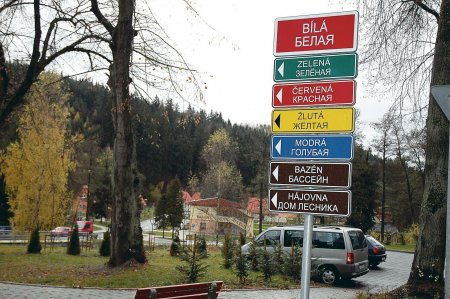 BÍLÁ
БЕЛАЯ
ZELENÁ
ЗЕЛЁНАЯ
ČERVENÁ
КРАСНАЯ
ŽLUTÁ
ЖЕЛТАЯ
MODRÁ
ГОЛУБАЯ
BAZÉN
БАССЕЙН
HÁJOVNA
ДОМ ЛЕСНИКА